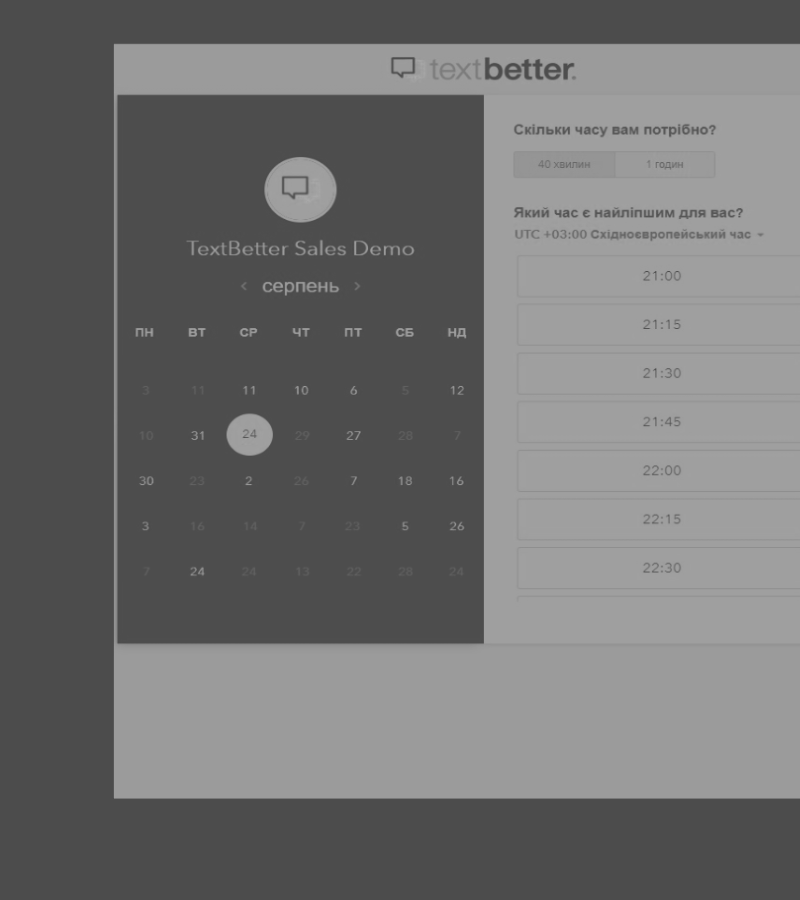 textbetter.
TextBetter Sales Demo
‹ серпень ›
ПН ВТ СР ЧТ ПТ СБ НД
3 11 11 10 6 5 12
10 31 24 29 27 28 7
30 23 2 26 7 18 16
3 16 14 7 23 5 26
7 24 24 13 22 28 24
Скільки часу вам потрібно?
40 хвилин 1 годин
Який час є найліпшим для вас?
UTC +03:00 Східноєвропейський час
21:00
21:15
21:30
21:45
22:00
22:15
22:30